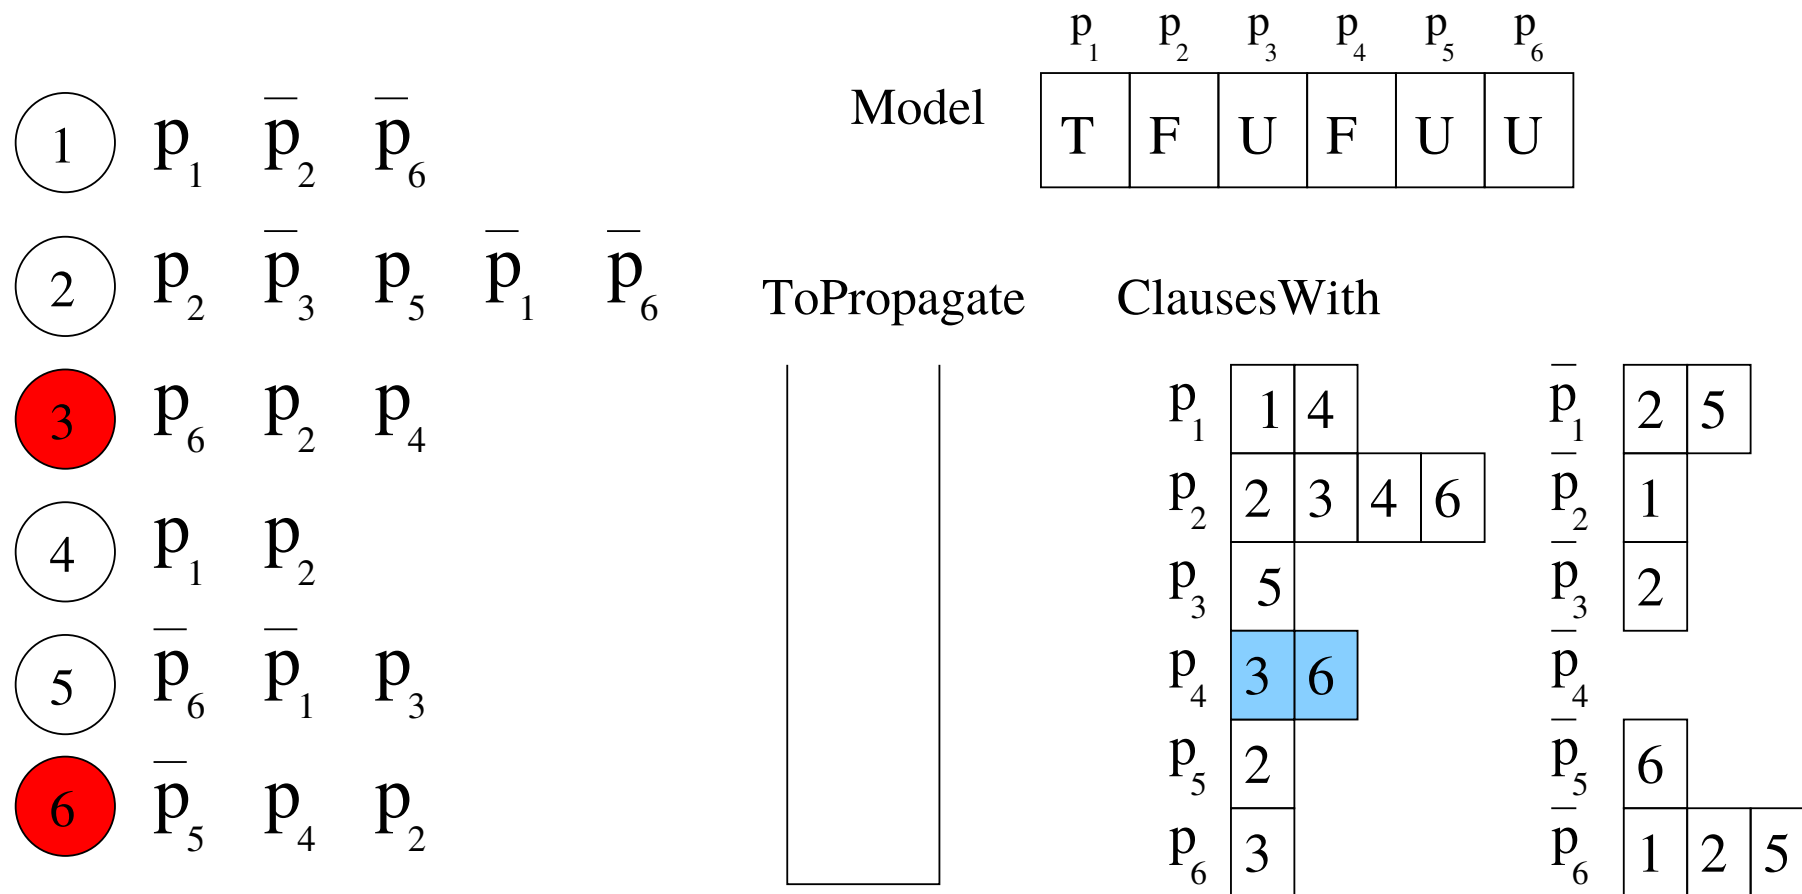 p₁ p₂ p₃ p₄ p₅ p₆
Model T F U F U U
1 p₁ p̅₂ p̅₆
2 p₂ p̅₃ p₅ p̅₁ p̅₆
ToPropagate ClausesWith
3 p₆ p₂ p₄
4 p₁ p₂
5 p̅₆ p̅₁ p₃
6 p̅₅ p₄ p₂
p₁ 1 4
p₂ 2 3 4 6
p₃ 5
p₄ 3 6
p₅ 2
p₆ 3
p̅₁ 2 5
p̅₂ 1
p̅₃ 2
p̅₄
p̅₅ 6
p̅₆ 1 2 5